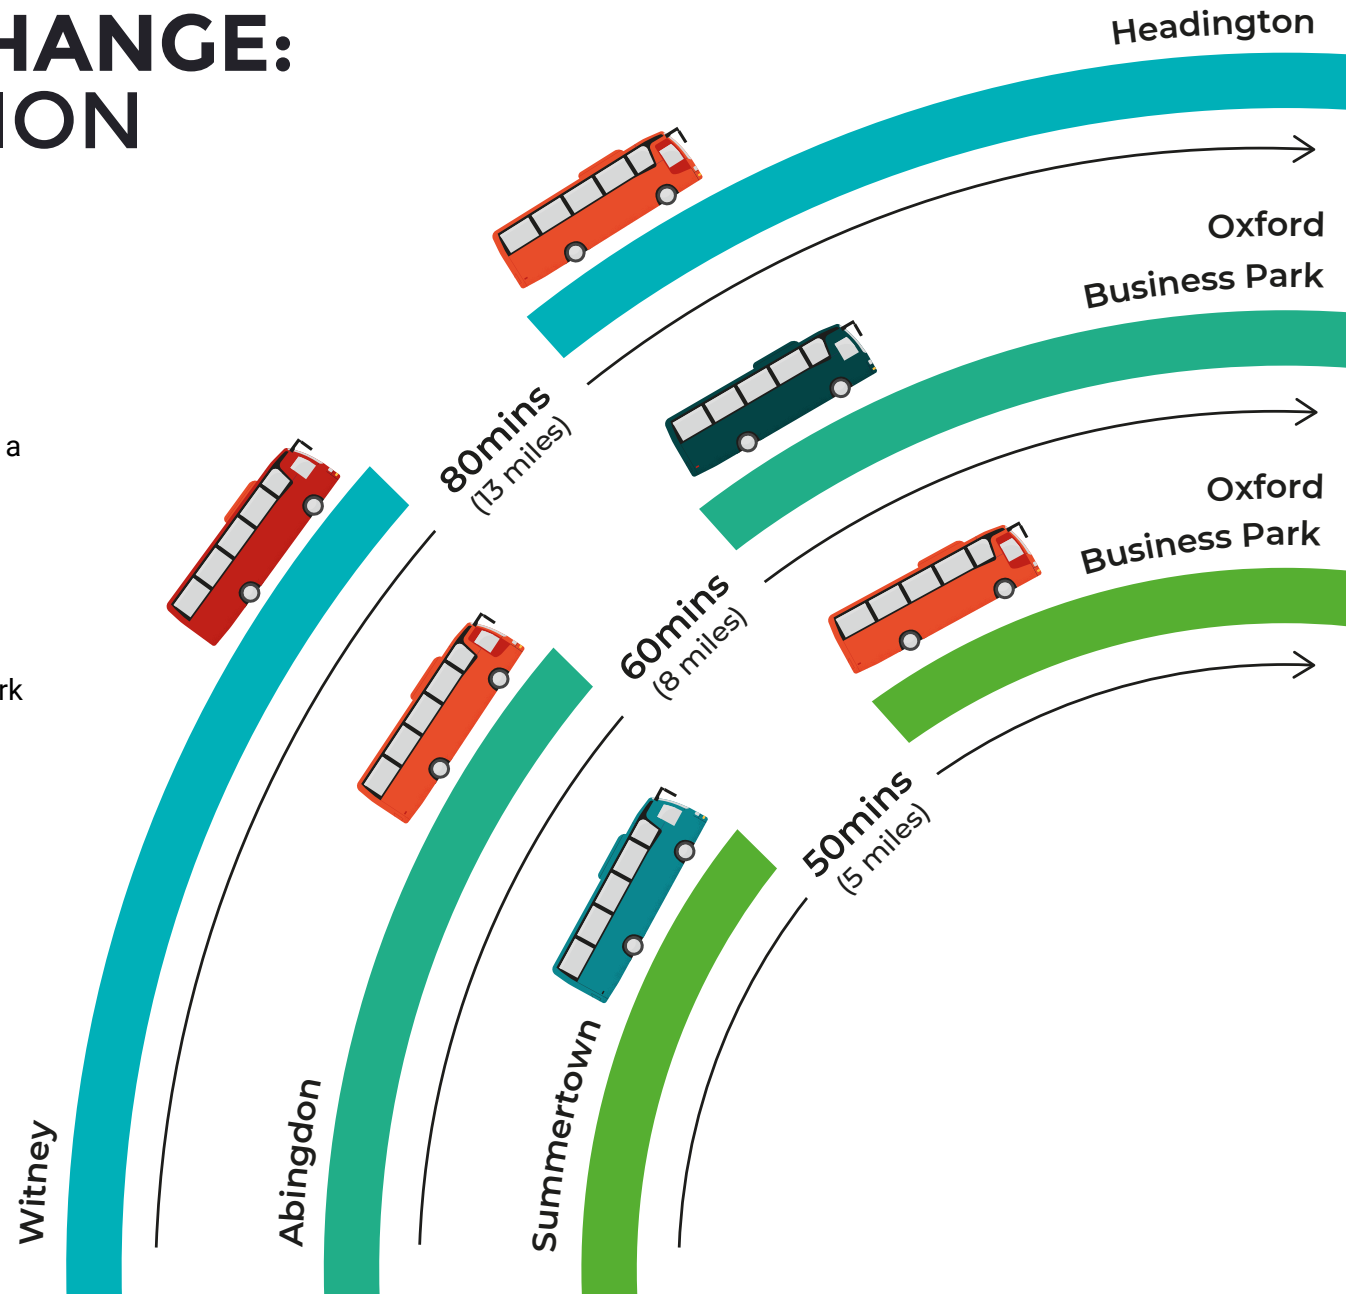 HANGE:
ION
a
rk
Headington
80mins
(13 miles)
Witney
Oxford
Business Park
60mins
(8 miles)
Abingdon
Oxford
Business Park
50mins
(5 miles)
Summertown